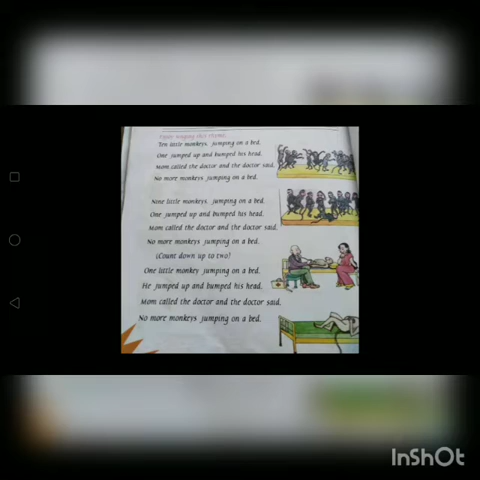 Enjoy singing this rhyme.
Ten little monkeys, jumping on a bed.
One jumped up and bumped his head.
Mom called the doctor and the doctor said,
No more monkeys jumping on a bed.
Nine little monkeys, jumping on a bed.
One jumped up and bumped his head.
Mom called the doctor and the doctor said,
No more monkeys jumping on a bed.
(Count down up to two)
One little monkey jumping on a bed.
He jumped up and bumped his head,
Mom called the doctor and the doctor said.
No more monkeys jumping on a bed.
InShOt